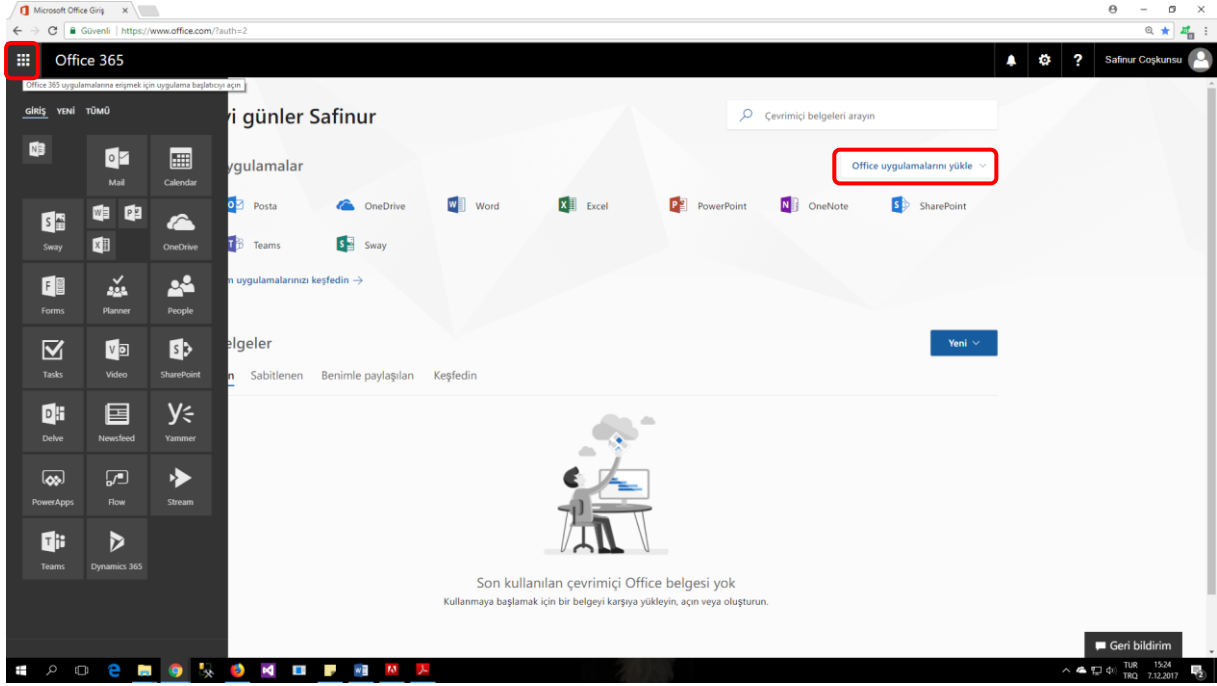 Microsoft Office Giriş
Güvenli | https://www.office.com/?auth=2
Office 365
Safinur Coşkunsu
Office 365 uygulamalarına erişmek için uygulama başlatıcıyı açın
GİRİŞ YENİ TÜMÜ
yi günler Safinur
Çevrimiçi belgeleri arayın
ygulamalar
Office uygulamalarını yükle
Mail Calendar
Posta OneDrive Word Excel PowerPoint OneNote SharePoint
Sway OneDrive
Teams Sway
m uygulamalarınızı keşfedin →
Forms Planner People
elgeler
Yeni
n Sabitlenen Benimle paylaşılan Keşfedin
Tasks Video SharePoint
Delve Newsfeed Yammer
PowerApps Flow Stream
Teams Dynamics 365
Son kullanılan çevrimiçi Office belgesi yok
Kullanmaya başlamak için bir belgeyi karşıya yükleyin, açın veya oluşturun.
Geri bildirim
TUR 15:24
TRQ 7.12.2017